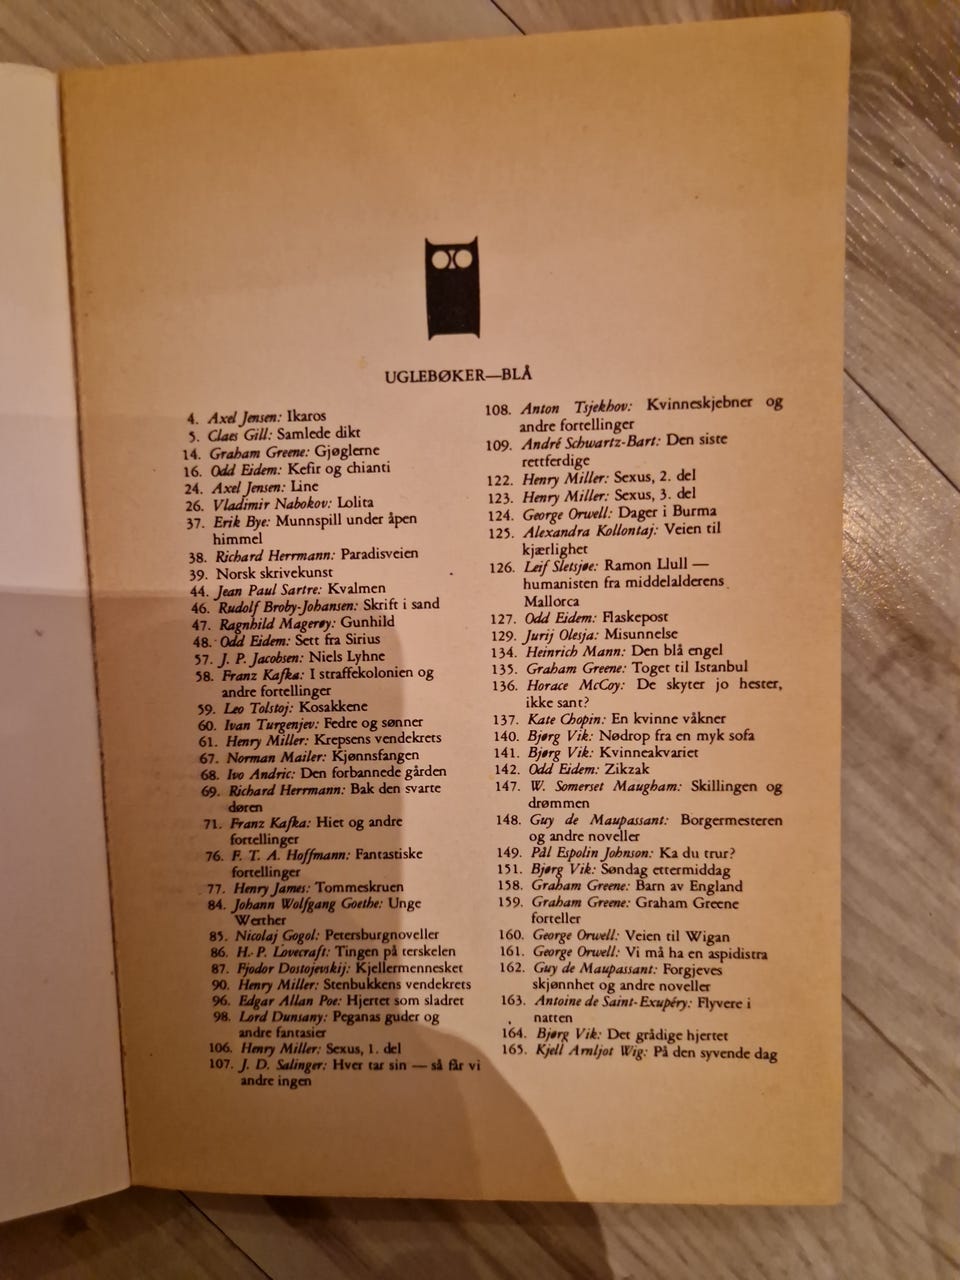 UGLEBØKER—BLÅ
4. Axel Jensen: Ikaros
5. Claes Gill: Samlede dikt
14. Graham Greene: Gjøglerne
16. Odd Eidem: Kefir og chianti
24. Axel Jensen: Line
26. Vladimir Nabokov: Lolita
37. Erik Bye: Munnspill under åpen
himmel
38. Richard Herrmann: Paradisveien
39. Norsk skrivekunst
44. Jean Paul Sartre: Kvalmen
46. Rudolf Broby-Johansen: Skrift i sand
47. Ragnhild Magerøy: Gunhild
48. Odd Eidem: Sett fra Sirius
57. J. P. Jacobsen: Niels Lyhne
58. Franz Kafka: I straffekolonien og
andre fortellinger
59. Leo Tolstoj: Kosakkene
60. Ivan Turgenjev: Fedre og sønner
61. Henry Miller: Krepsens vendekrets
67. Norman Mailer: Kjønnsfangen
68. Ivo Andric: Den forbannede gården
69. Richard Herrmann: Bak den svarte
døren
71. Franz Kafka: Hiet og andre
fortellinger
76. F. T. A. Hoffmann: Fantastiske
fortellinger
77. Henry James: Tommeskruen
84. Johann Wolfgang Goethe: Unge
Werther
85. Nicolaj Gogol: Petersburgnoveller
86. H. P. Lovecraft: Tingen på terskelen
87. Fjodor Dostojevskij: Kjellermennesket
90. Henry Miller: Stenbukkens vendekrets
96. Edgar Allan Poe: Hjertet som sladret
98. Lord Dunsany: Peganas guder og
andre fantasier
106. Henry Miller: Sexus, 1. del
107. J. D. Salinger: Hver tar sin — så får vi
andre ingen
108. Anton Tsjekhov: Kvinneskjebner og
andre fortellinger
109. André Schwartz-Bart: Den siste
rettferdige
122. Henry Miller: Sexus, 2. del
123. Henry Miller: Sexus, 3. del
124. George Orwell: Dager i Burma
125. Alexandra Kollontaj: Veien til
kjærlighet
126. Leif Sletsjøe: Ramon Llull —
humanisten fra middelalderens
Mallorca
127. Odd Eidem: Flaskepost
129. Jurij Olesja: Misunnelse
134. Heinrich Mann: Den blå engel
135. Graham Greene: Toget til Istanbul
136. Horace McCoy: De skyter jo hester,
ikke sant?
137. Kate Chopin: En kvinne våkner
140. Bjørg Vik: Nødrop fra en myk sofa
141. Bjørg Vik: Kvinneakvariet
142. Odd Eidem: Zikzak
147. W. Somerset Maugham: Skillingen og
drømmen
148. Guy de Maupassant: Borgermesteren
og andre noveller
149. Pål Espolin Johnson: Ka du trur?
151. Bjørg Vik: Søndag ettermiddag
158. Graham Greene: Barn av England
159. Graham Greene: Graham Greene
forteller
160. George Orwell: Veien til Wigan
161. George Orwell: Vi må ha en aspidistra
162. Guy de Maupassant: Forgjeves
skjønnhet og andre noveller
163. Antoine de Saint-Exupéry: Flyvere i
natten
164. Bjørg Vik: Det grådige hjertet
165. Kjell Arnljot Wig: På den syvende dag